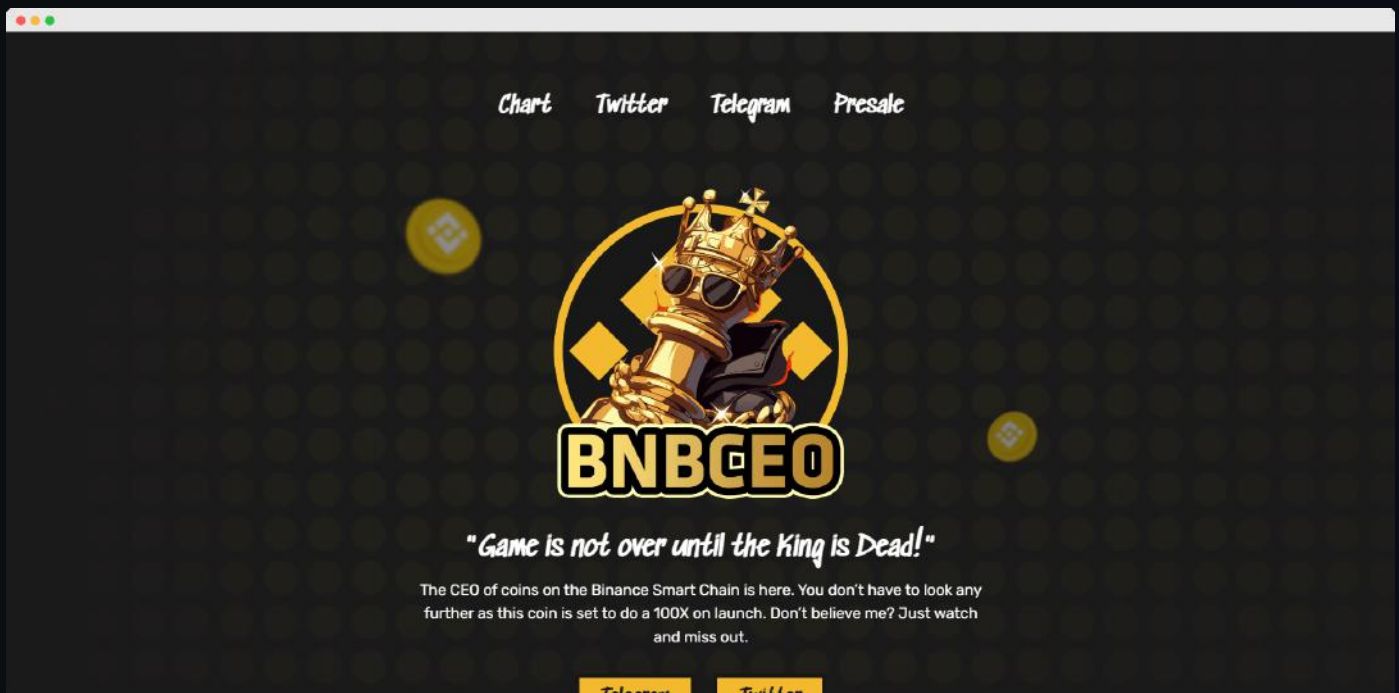 Chart Twitter Telegram Presale
BNBCEO
"Game is not over until the King is Dead!"
The CEO of coins on the Binance Smart Chain is here. You don't have to look any
further as this coin is set to do a 100X on launch. Don't believe me? Just watch
and miss out.
Telegram Twitter